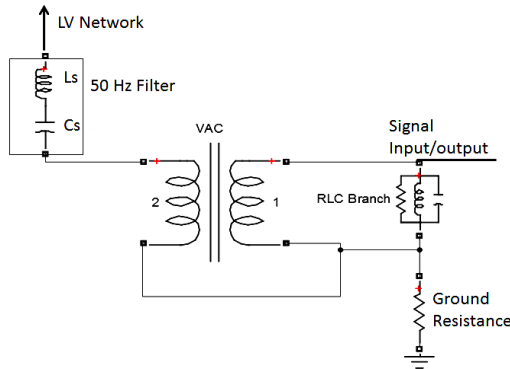 LV Network
Ls
50 Hz Filter
Cs
VAC
Signal
Input/output
2
1
RLC Branch
Ground
Resistance